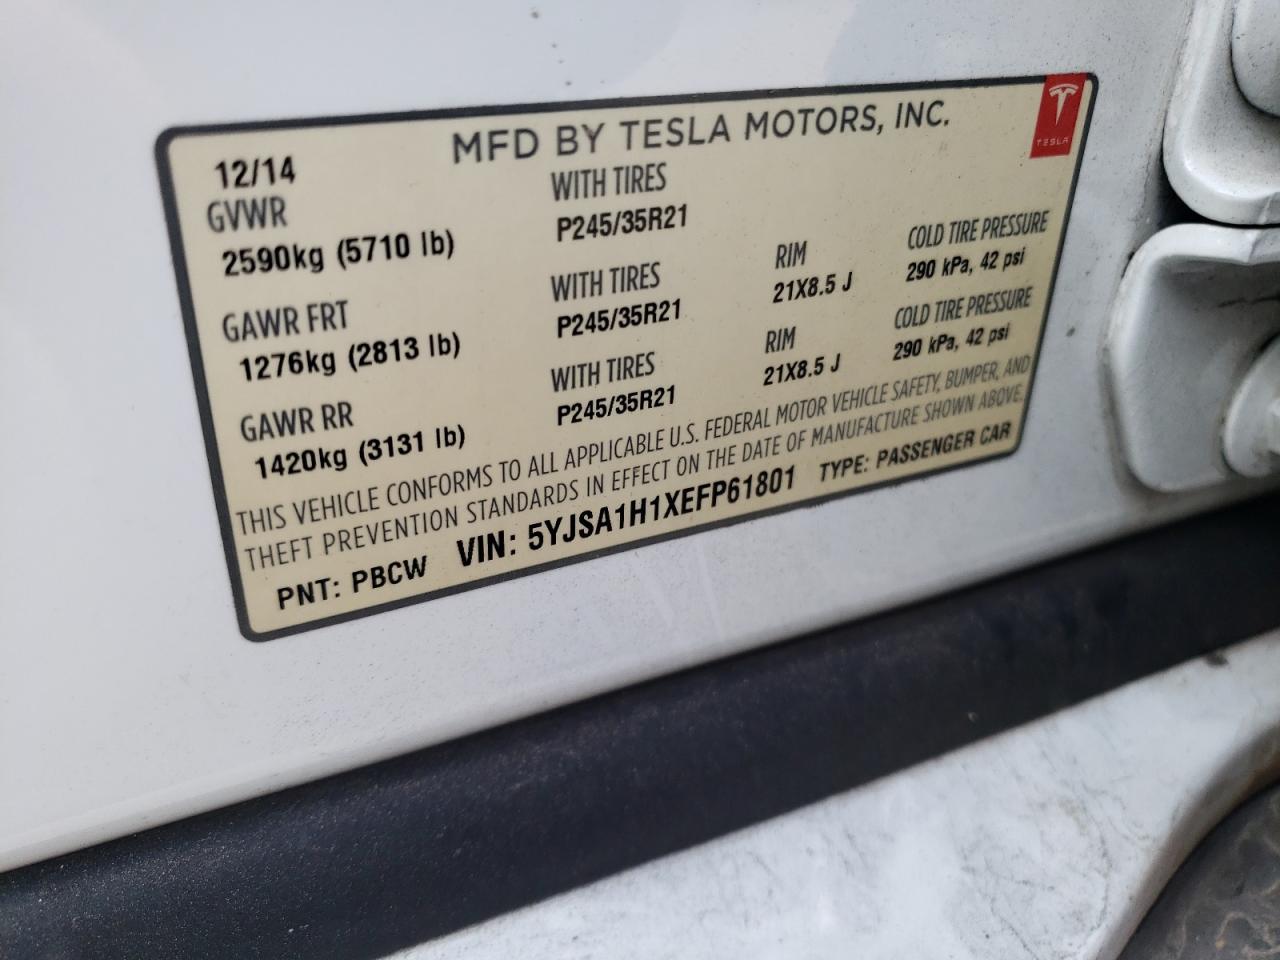 MFD BY TESLA MOTORS, INC.
TESLA
12/14
GVWR
2590kg (5710 lb)
WITH TIRES
P245/35R21
GAWR FRT
1276kg (2813 lb)
WITH TIRES
P245/35R21
RIM
21X8.5 J
COLD TIRE PRESSURE
290 kPa, 42 psi
GAWR RR
1420kg (3131 lb)
WITH TIRES
P245/35R21
RIM
21X8.5 J
COLD TIRE PRESSURE
290 kPa, 42 psi
THIS VEHICLE CONFORMS TO ALL APPLICABLE U.S. FEDERAL MOTOR VEHICLE SAFETY, BUMPER, AND
THEFT PREVENTION STANDARDS IN EFFECT ON THE DATE OF MANUFACTURE SHOWN ABOVE.
PNT: PBCW VIN: 5YJSA1H1XEFP61801 TYPE: PASSENGER CAR